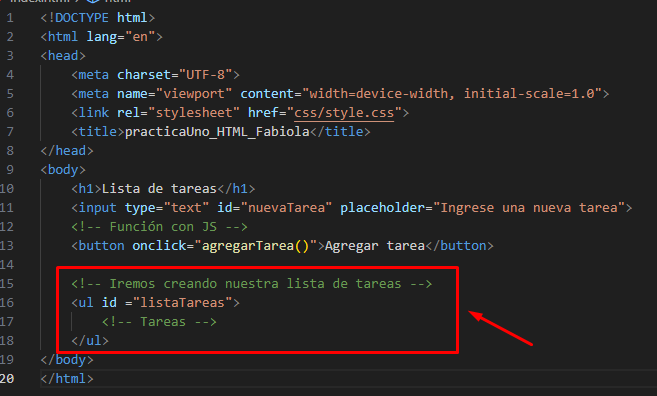 1 <!DOCTYPE html>
2 <html lang="en">
3 <head>
4     <meta charset="UTF-8">
5     <meta name="viewport" content="width=device-width, initial-scale=1.0">
6     <link rel="stylesheet" href="css/style.css">
7     <title>practicaUno_HTML_Fabiola</title>
8 </head>
9 <body>
10     <h1>Lista de tareas</h1>
11     <input type="text" id="nuevaTarea" placeholder="Ingrese una nueva tarea">
12     <!-- Función con JS -->
13     <button onclick="agregarTarea()">Agregar tarea</button>
14
15     <!-- Iremos creando nuestra lista de tareas -->
16     <ul id ="listaTareas">
17         <!-- Tareas -->
18     </ul>
19 </body>
20 </html>